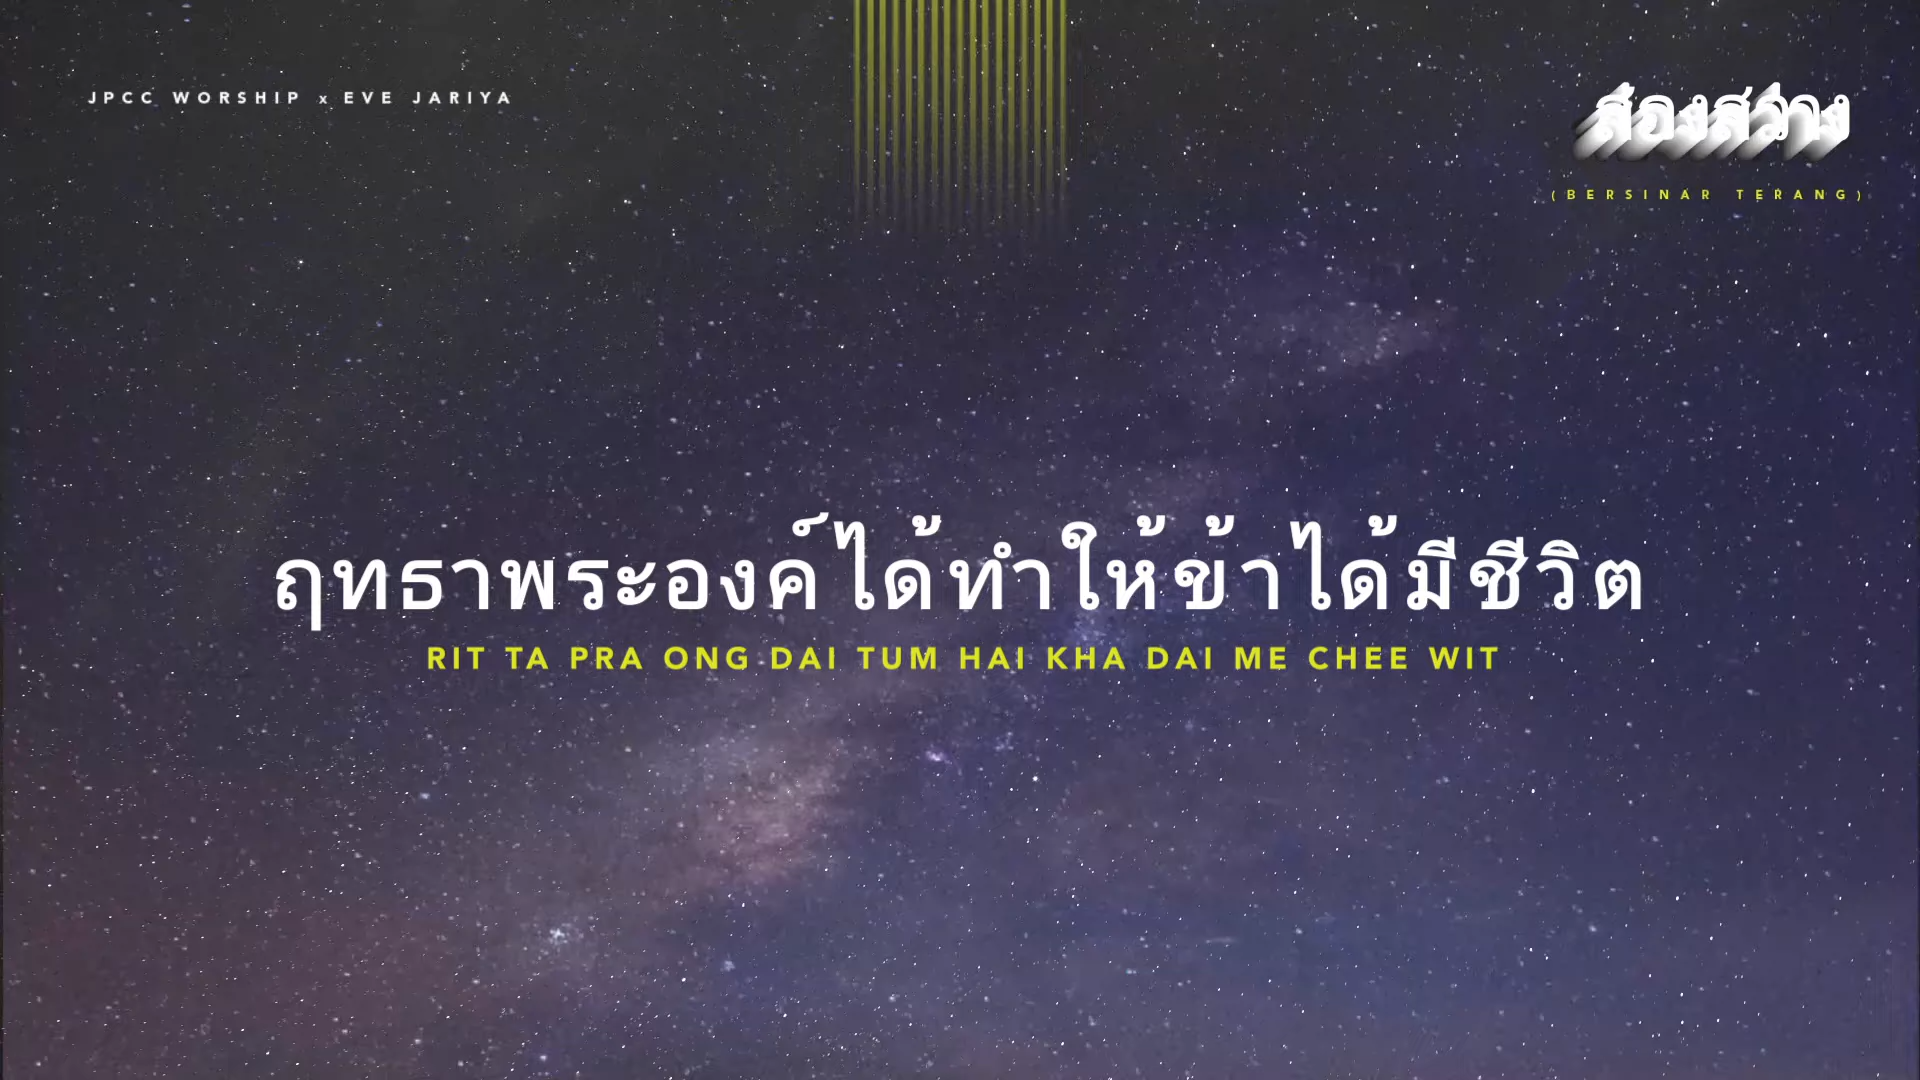 JPCC WORSHIP x EVE JARIYA
ส่องสว่าง
(BERSINAR TERANG)
ฤทธาพระองค์ได้ทำให้ข้าได้มีชีวิต
RIT TA PRA ONG DAI TUM HAI KHA DAI ME CHEE WIT